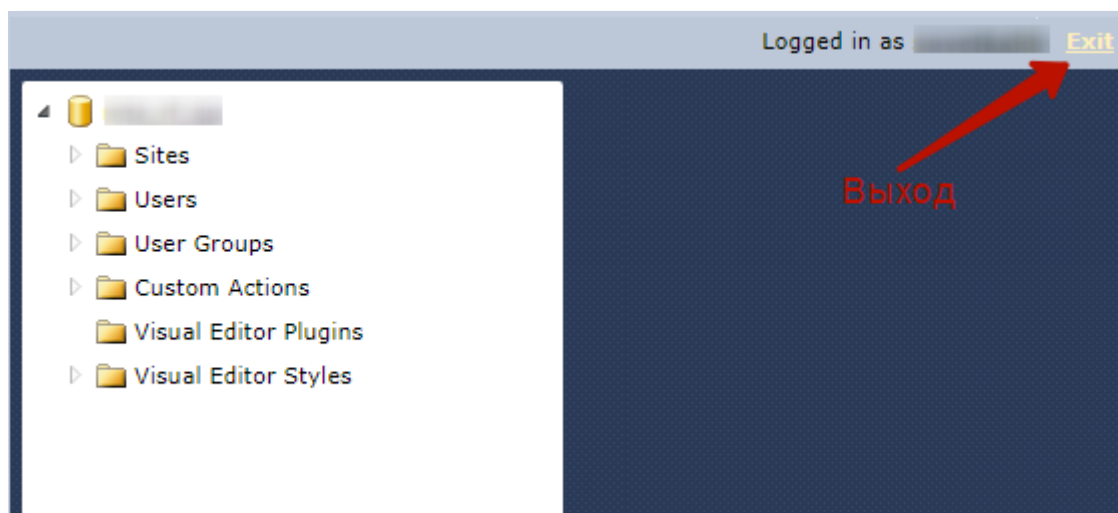 Logged in as Exit
Sites
Users
Выход
User Groups
Custom Actions
Visual Editor Plugins
Visual Editor Styles